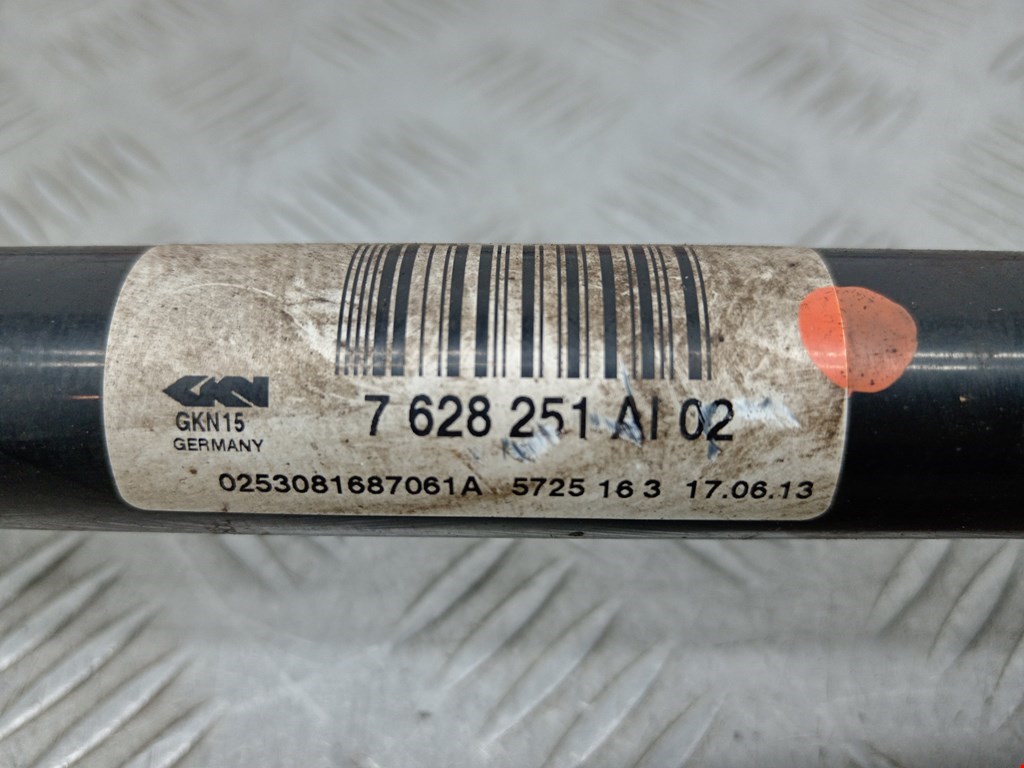 GKN
7 628 251 AI 02
GKN15
GERMANY
0253081687061A 5725 16 3 17.06.13